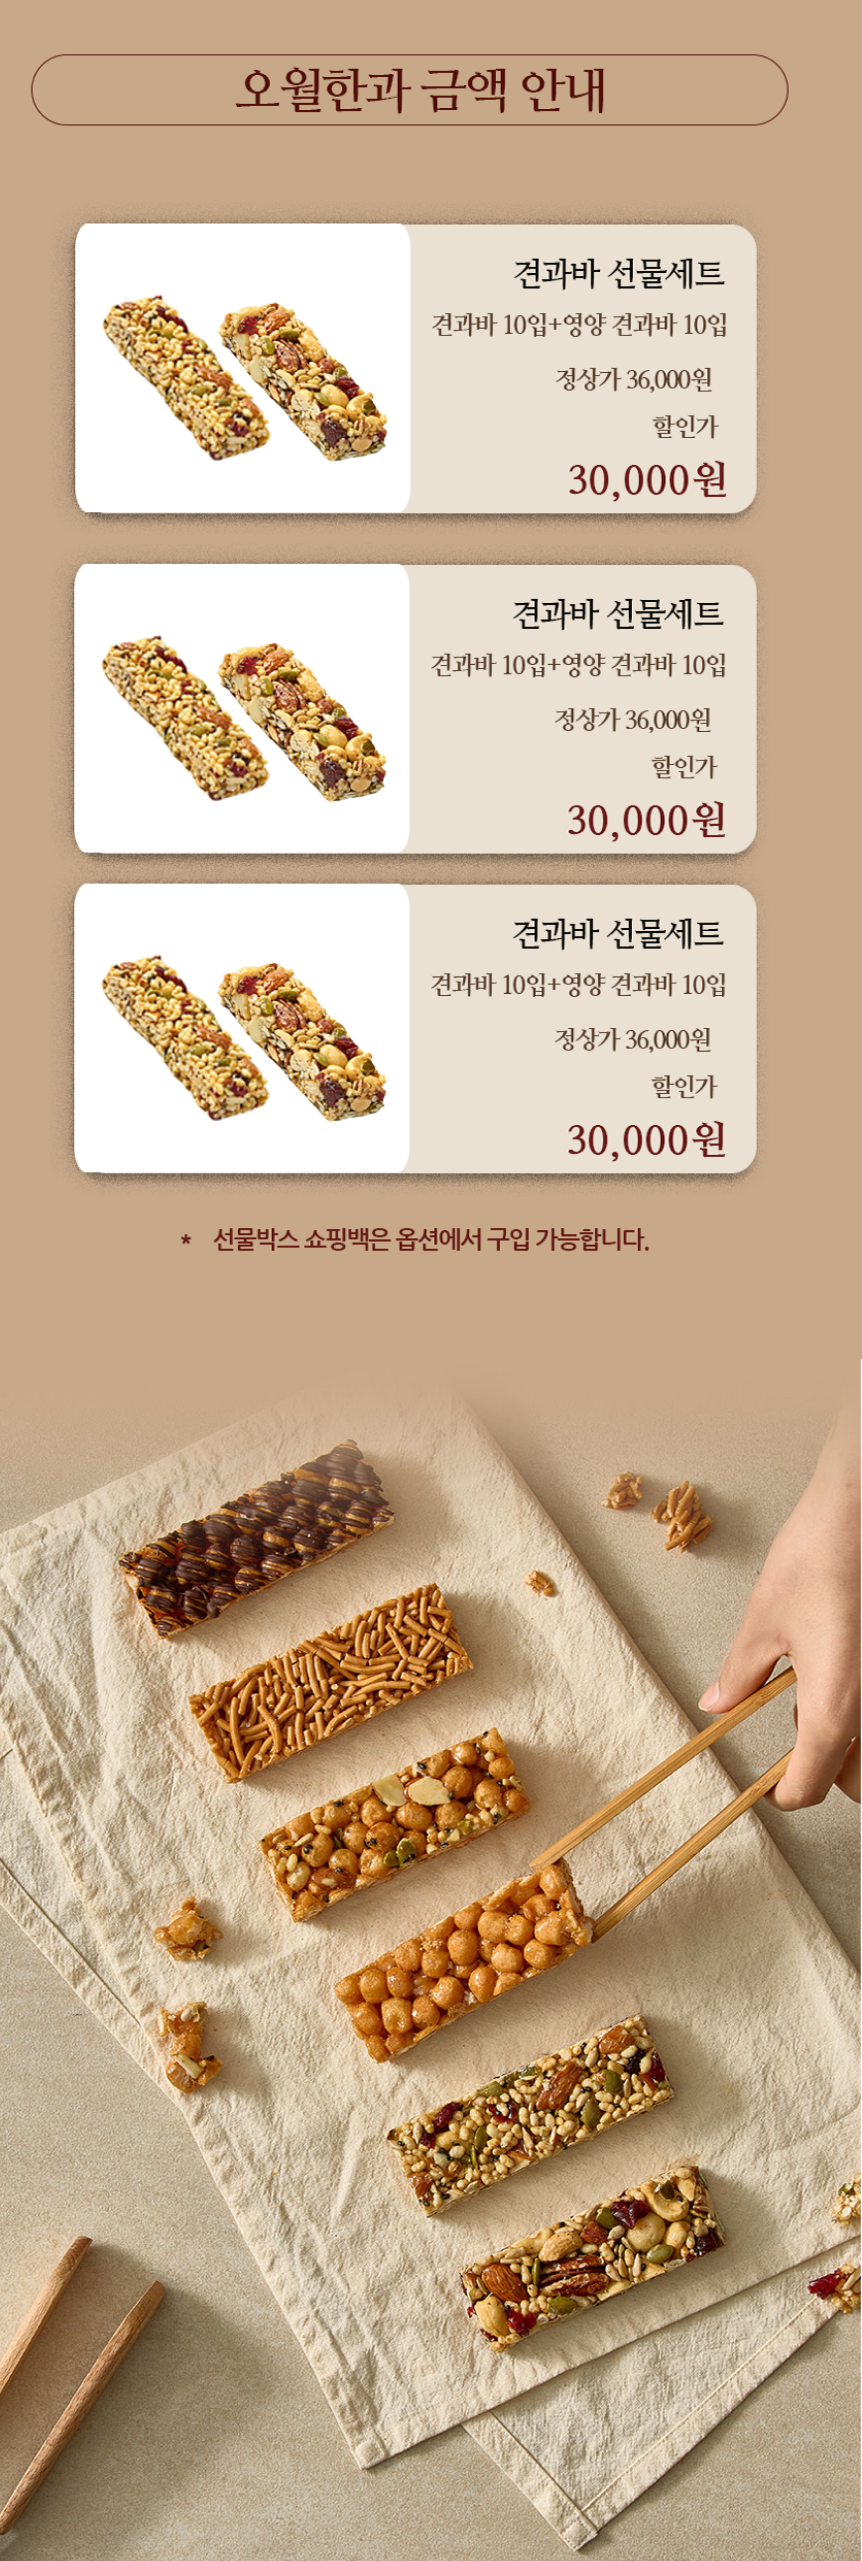 오월한과 금액 안내
견과바 선물세트
견과바 10입+영양 견과바 10입
정상가 36,000원
할인가
30,000원
견과바 선물세트
견과바 10입+영양 견과바 10입
정상가 36,000원
할인가
30,000원
견과바 선물세트
견과바 10입+영양 견과바 10입
정상가 36,000원
할인가
30,000원
* 선물박스 쇼핑백은 옵션에서 구입 가능합니다.